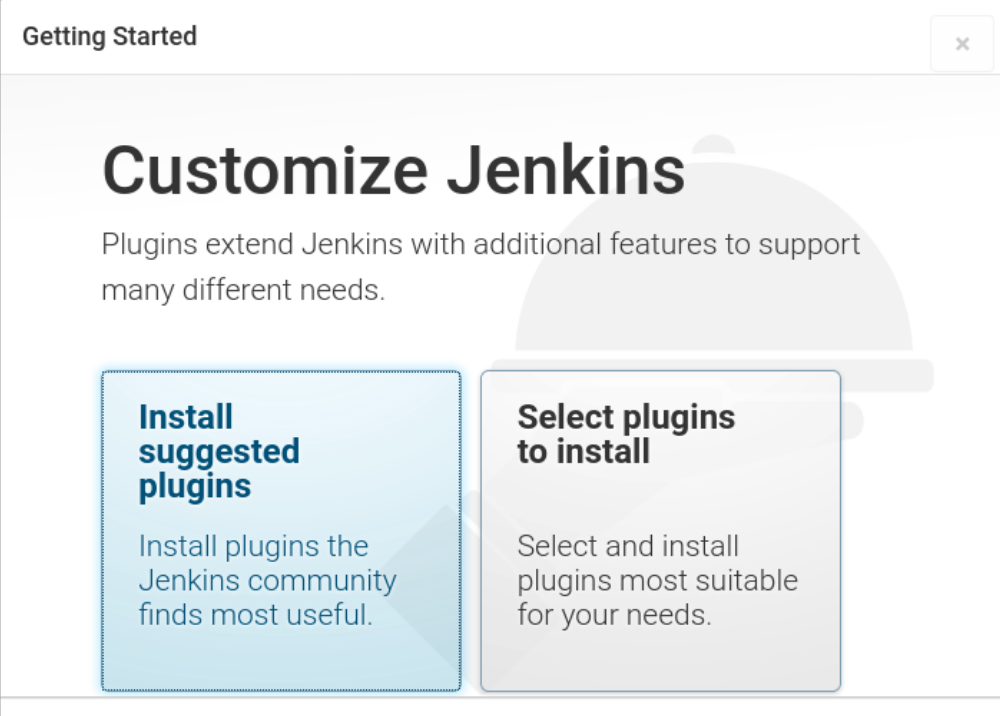 Getting Started
×
Customize Jenkins
Plugins extend Jenkins with additional features to support
many different needs.
Install
suggested
plugins
Install plugins the
Jenkins community
finds most useful.
Select plugins
to install
Select and install
plugins most suitable
for your needs.